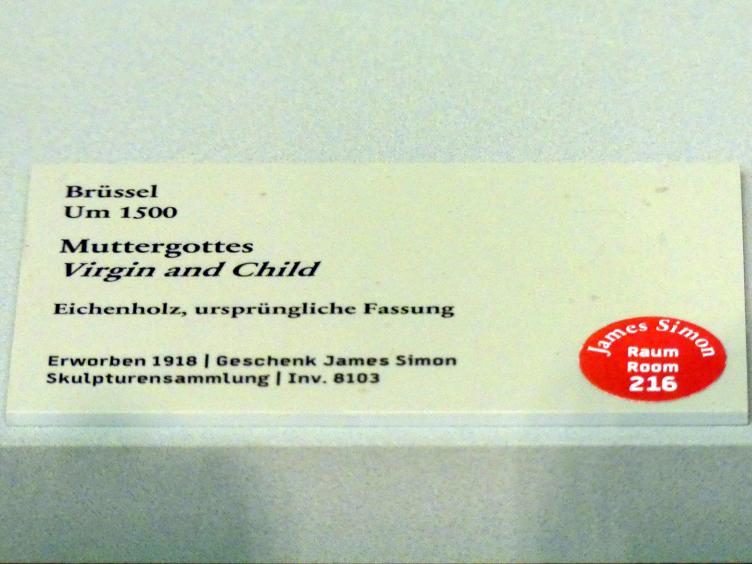 Brüssel
Um 1500
Muttergottes
Virgin and Child
Eichenholz, ursprüngliche Fassung
Erworben 1918 | Geschenk James Simon
Skulpturensammlung | Inv. 8103
James Simon
Raum
Room
216